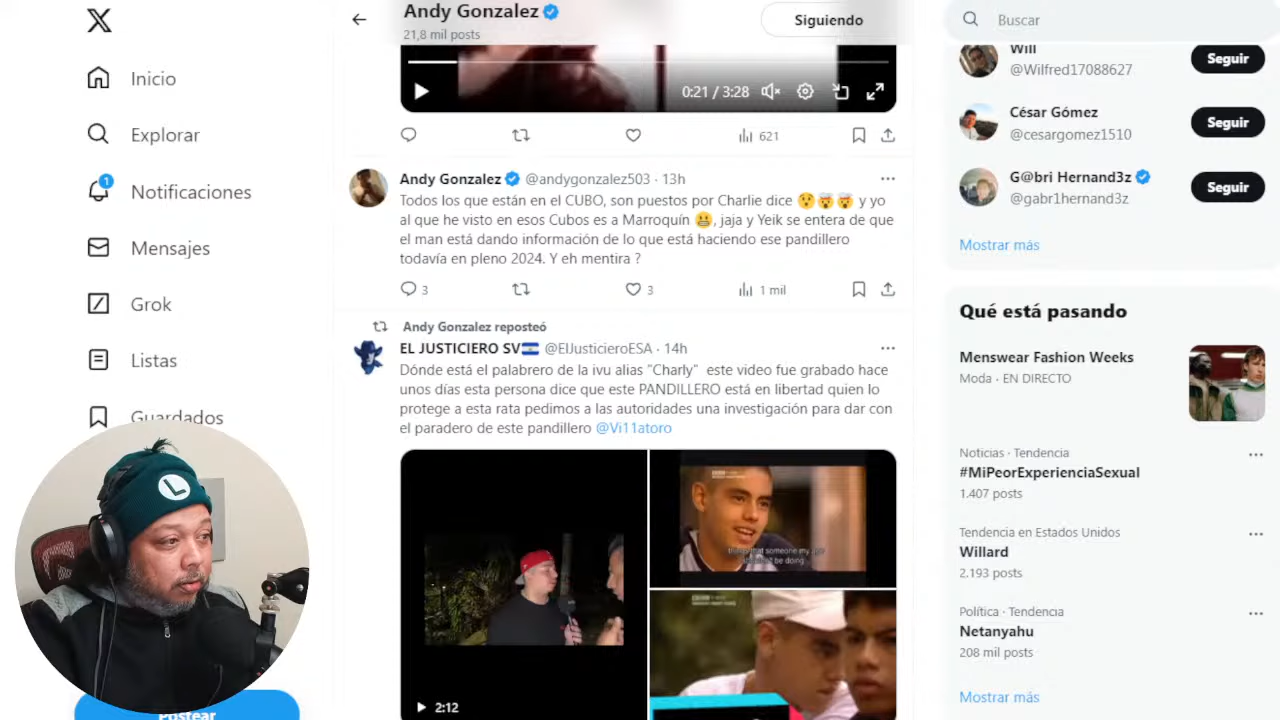 Inicio
Explorar
1
Notificaciones
Mensajes
Grok
Listas
Guardados
Postear
L
Andy Gonzalez
21,8 mil posts
Siguiendo
0:21 / 3:28
621
Andy Gonzalez @andygonzalez503 · 13h
Todos los que están en el CUBO, son puestos por Charlie dice 😯🤯🤯 y yo
al que he visto en esos Cubos es a Marroquín 😬, jaja y Yeik se entera de que
el man está dando información de lo que está haciendo ese pandillero
todavía en pleno 2024. Y eh mentira ?
3
3
1 mil
Andy Gonzalez reposteó
EL JUSTICIERO SV🇸🇻 @ElJusticieroESA · 14h
Dónde está el palabrero de la ivu alias "Charly" este video fue grabado hace
unos días esta persona dice que este PANDILLERO está en libertad quien lo
protege a esta rata pedimos a las autoridades una investigación para dar con
el paradero de este pandillero @Vi11atoro
2:12
Buscar
Will
@Wilfred17088627
Seguir
César Gómez
@cesargomez1510
Seguir
G@bri Hernand3z
@gabr1hernand3z
Seguir
Mostrar más
Qué está pasando
Menswear Fashion Weeks
Moda · EN DIRECTO
Noticias · Tendencia
#MiPeorExperienciaSexual
1.407 posts
Tendencia en Estados Unidos
Willard
2.193 posts
Política · Tendencia
Netanyahu
208 mil posts
Mostrar más